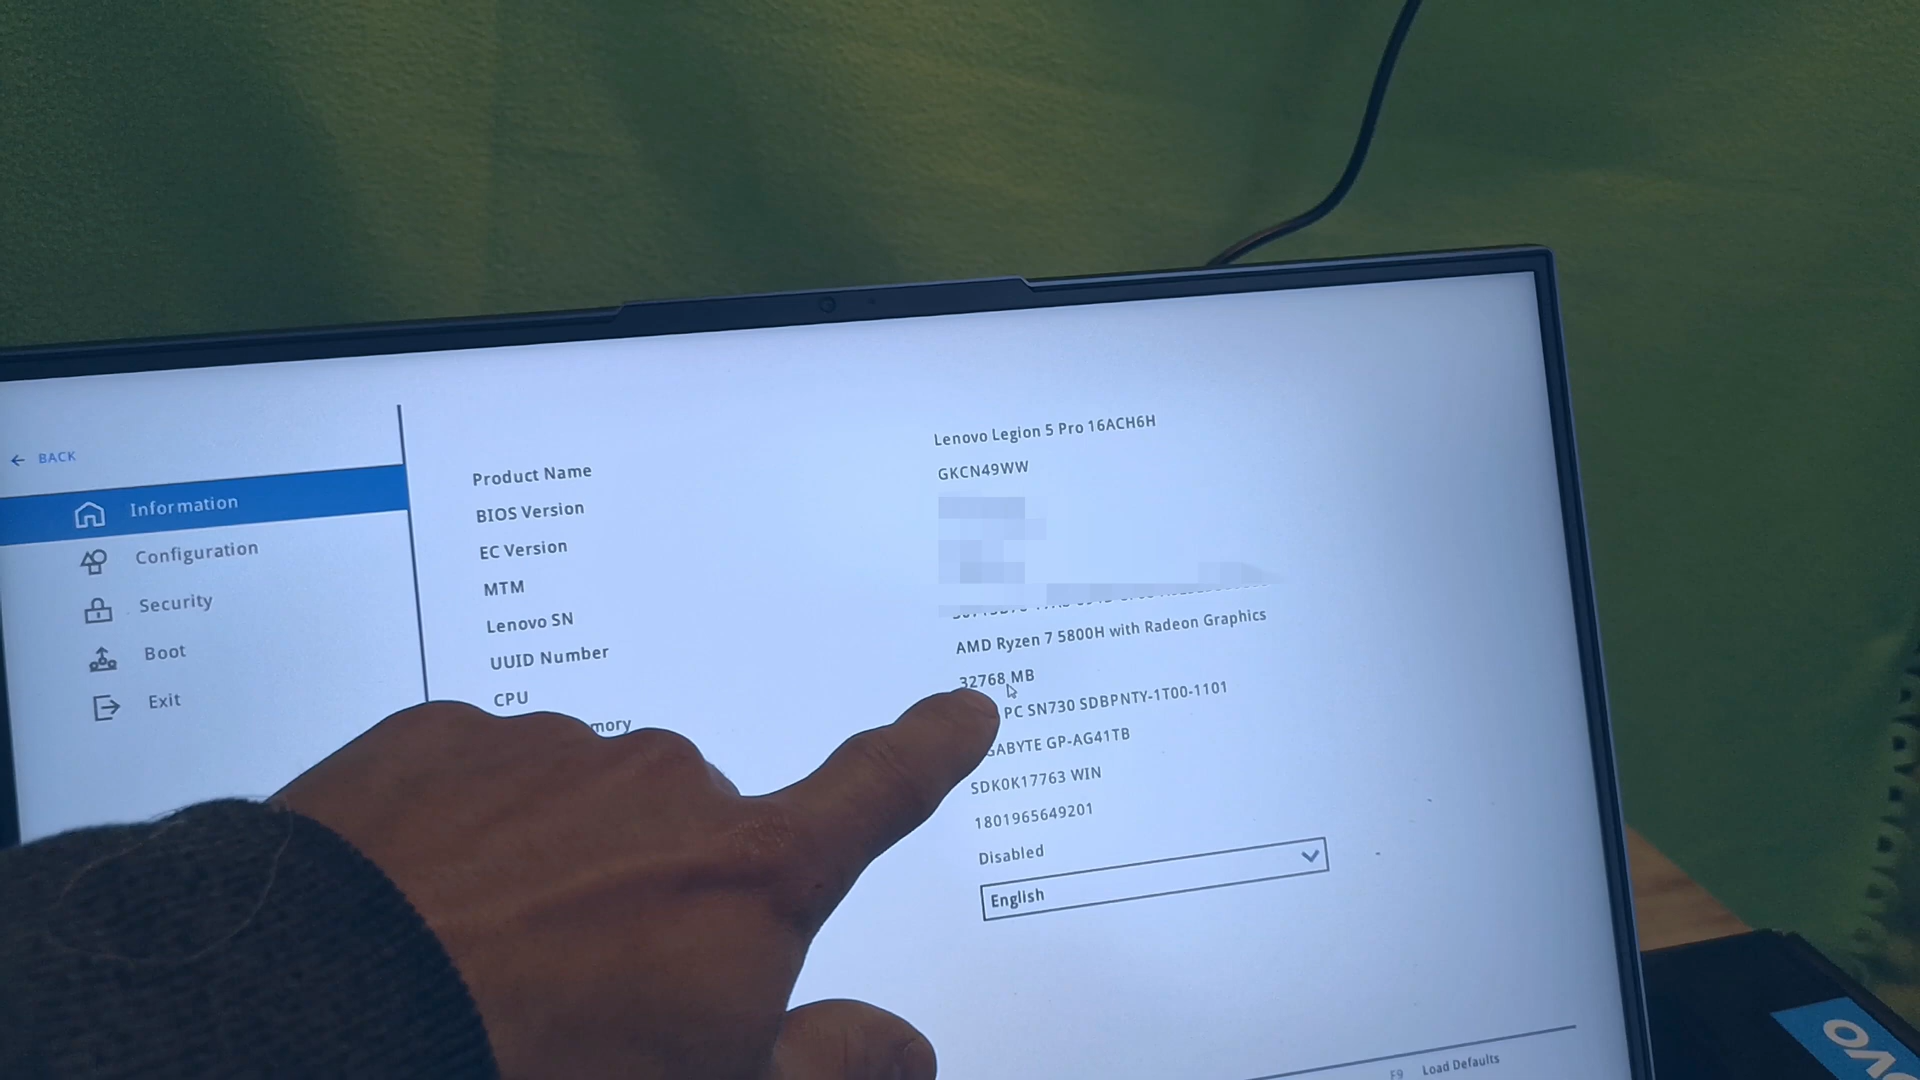 BACK
Information
Configuration
Security
Boot
Exit
Product Name
Lenovo Legion 5 Pro 16ACH6H
BIOS Version
GKCN49WW
EC Version
MTM
Lenovo SN
UUID Number
CPU
AMD Ryzen 7 5800H with Radeon Graphics
mory
32768 MB
PC SN730 SDBPNTY-1T00-1101
GABYTE GP-AG41TB
SDK0K17763 WIN
1801965649201
Disabled
English
F9 Load Defaults